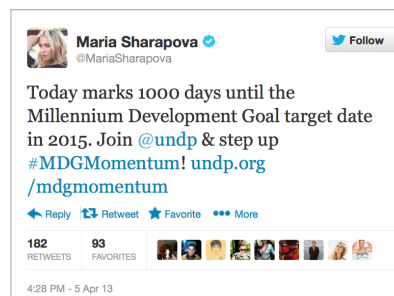 Maria Sharapova
@MariaSharapova
Follow
Today marks 1000 days until the
Millennium Development Goal target date
in 2015. Join @undp & step up
#MDGMomentum! undp.org
/mdgmomentum
Reply Retweet Favorite More
182 93
RETWEETS FAVORITES
4:28 PM - 5 Apr 13